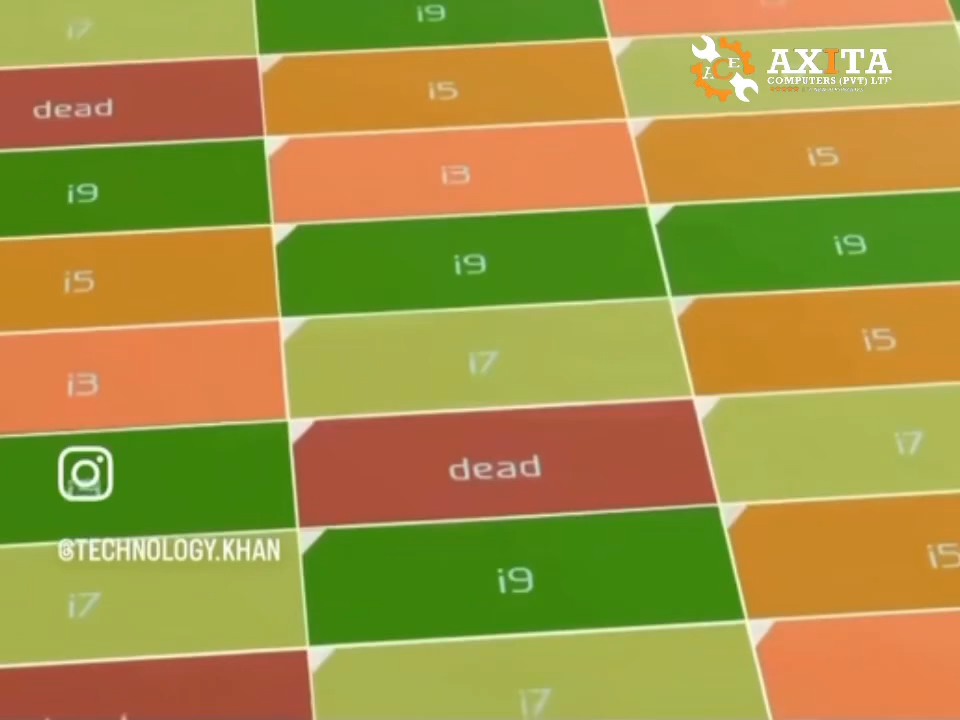 i7
i9
AXITA
COMPUTERS (PVT) LTD
ACE
dead
i5
i5
i9
i3
i9
i5
i9
i5
i7
i3
i7
dead
@TECHNOLOGY.KHAN
i5
i7
i9
i7